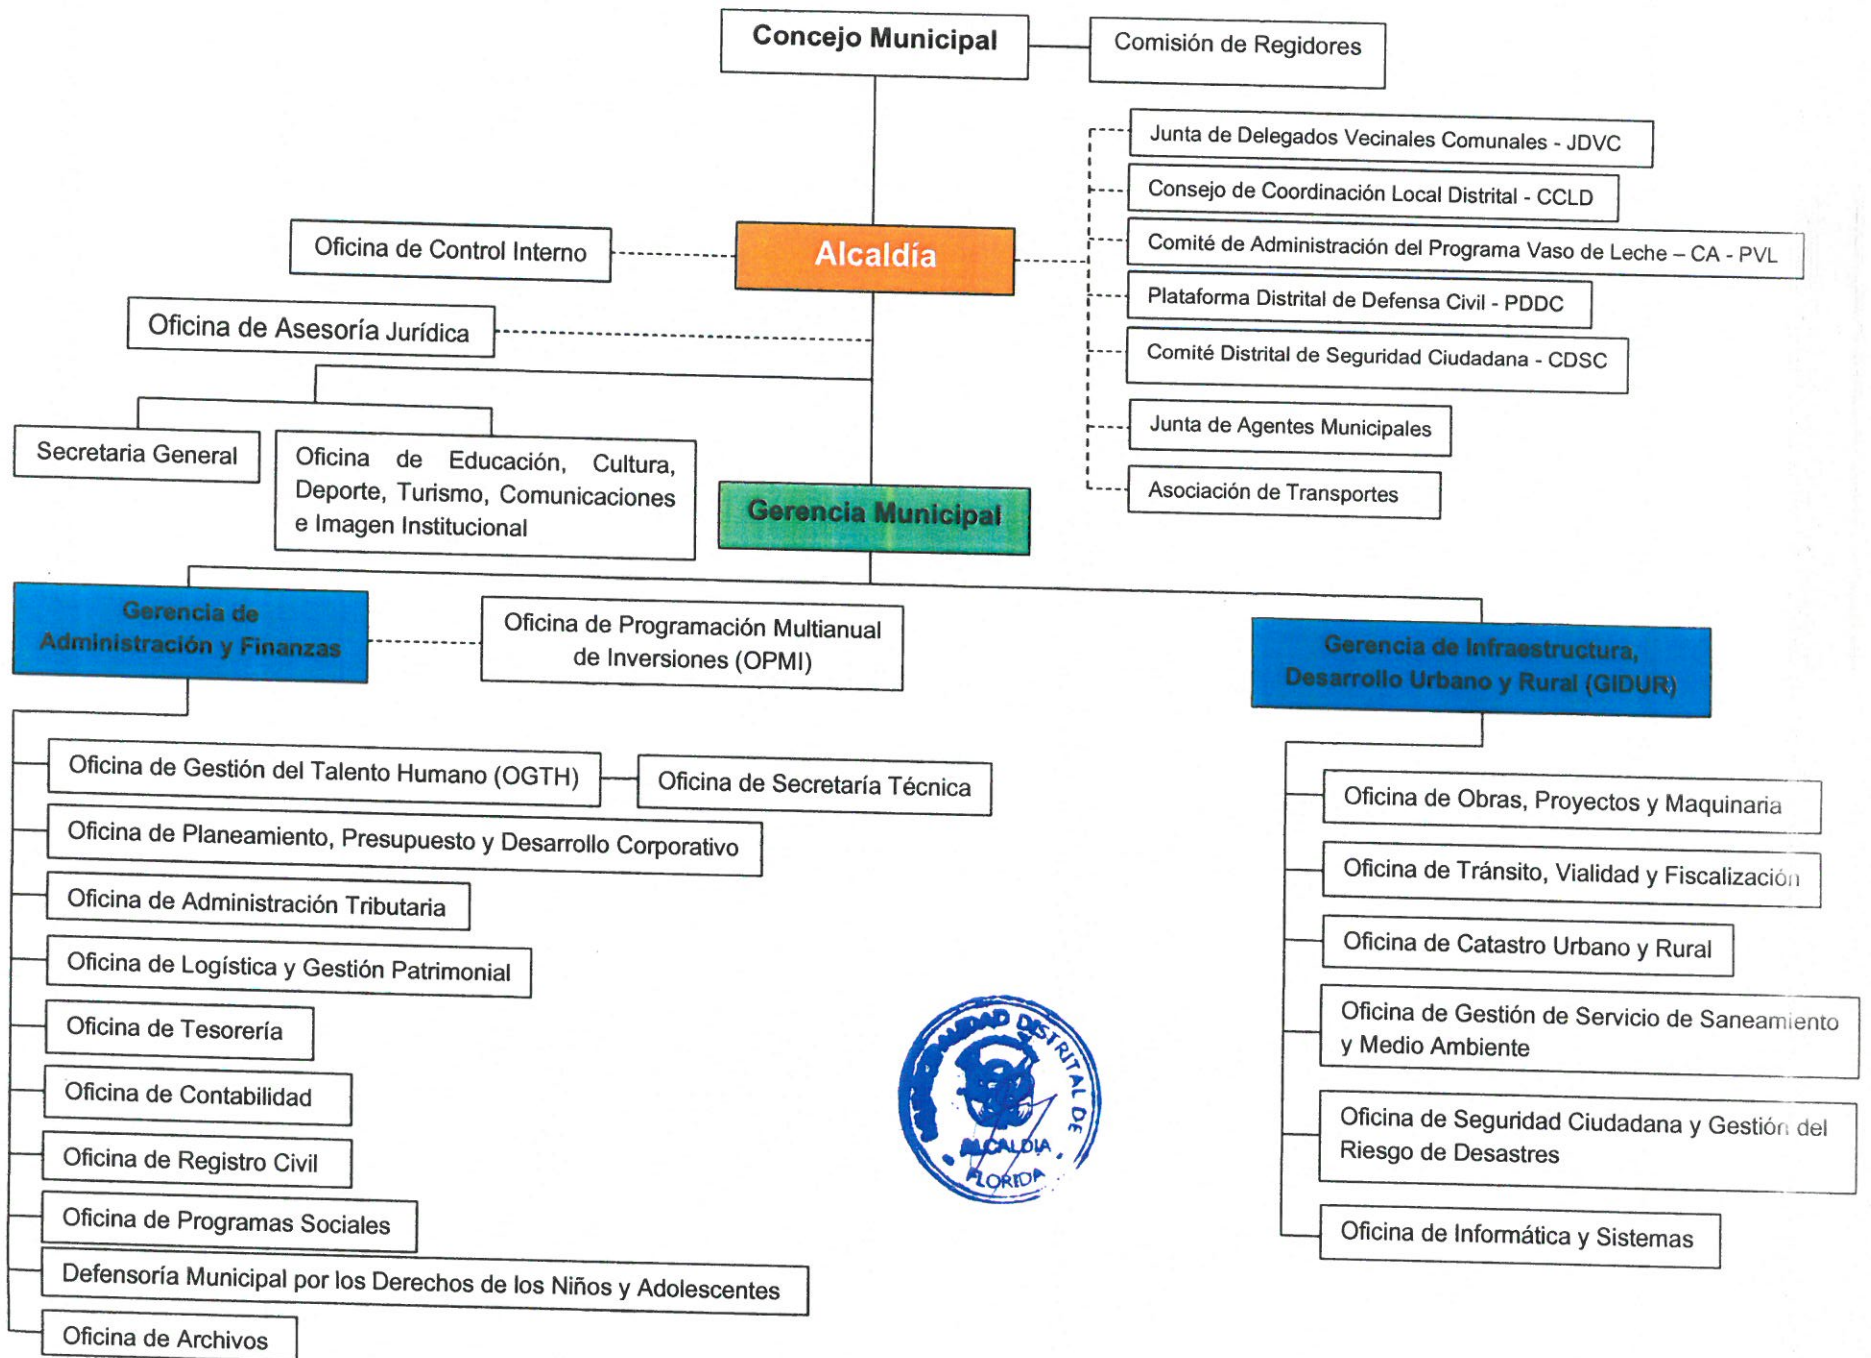 Concejo Municipal
Comisión de Regidores
Junta de Delegados Vecinales Comunales - JDVC
Consejo de Coordinación Local Distrital - CCLD
Comité de Administración del Programa Vaso de Leche – CA - PVL
Plataforma Distrital de Defensa Civil - PDDC
Comité Distrital de Seguridad Ciudadana - CDSC
Junta de Agentes Municipales
Asociación de Transportes
Oficina de Control Interno
Alcaldía
Oficina de Asesoría Jurídica
Secretaria General
Oficina de Educación, Cultura,
Deporte, Turismo, Comunicaciones
e Imagen Institucional
Gerencia Municipal
Gerencia de
Administración y Finanzas
Oficina de Programación Multianual
de Inversiones (OPMI)
Gerencia de Infraestructura,
Desarrollo Urbano y Rural (GIDUR)
Oficina de Gestión del Talento Humano (OGTH)
Oficina de Secretaría Técnica
Oficina de Planeamiento, Presupuesto y Desarrollo Corporativo
Oficina de Administración Tributaria
Oficina de Logística y Gestión Patrimonial
Oficina de Tesorería
Oficina de Contabilidad
Oficina de Registro Civil
Oficina de Programas Sociales
Defensoría Municipal por los Derechos de los Niños y Adolescentes
Oficina de Archivos
Oficina de Obras, Proyectos y Maquinaria
Oficina de Tránsito, Vialidad y Fiscalización
Oficina de Catastro Urbano y Rural
Oficina de Gestión de Servicio de Saneamiento
y Medio Ambiente
Oficina de Seguridad Ciudadana y Gestión del
Riesgo de Desastres
Oficina de Informática y Sistemas
MUNICIPALIDAD DISTRITAL DE
ALCALDIA
FLORIDA